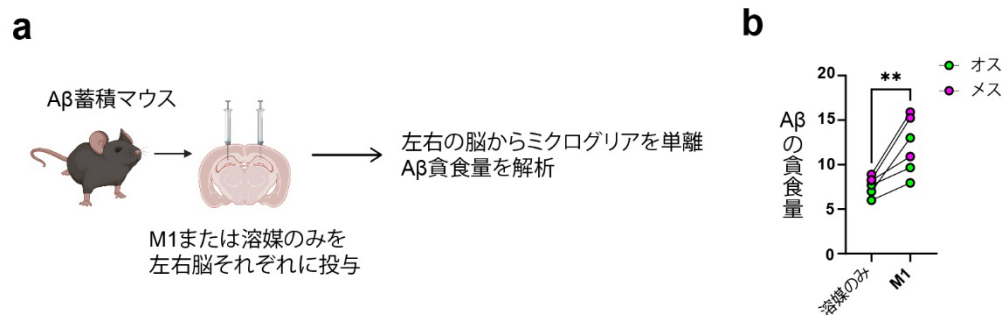 a
Aβ蓄積マウス
M1または溶媒のみを
左右脳それぞれに投与
左右の脳からミクログリアを単離
Aβ貪食量を解析
b
オス
メス
**
Aβの貪食量
20
15
10
5
0
溶媒のみ
M1